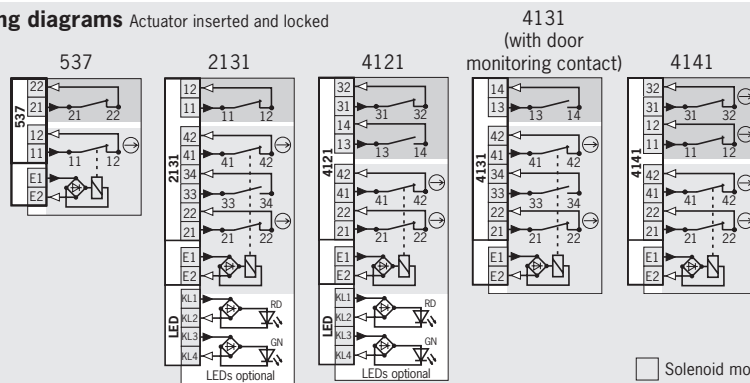 ng diagrams Actuator inserted and locked
4131
(with door
monitoring contact)
537
2131
4121
4141
537
22
21
21 22
12
11
11 12
E1
E2
2131
12
11
11 12
42
41
41 42
34
33
33 34
22
21
21 22
E1
E2
LED
KL1
KL2
KL3
KL4
RD
GN
LEDs optional
4121
32
31
31 32
14
13
13 14
42
41
41 42
22
21
21 22
E1
E2
LED
KL1
KL2
KL3
KL4
RD
GN
LEDs optional
4131
14
13
13 14
42
41
41 42
34
33
33 34
22
21
21 22
E1
E2
4141
32
31
31 32
12
11
11 12
42
41
41 42
22
21
21 22
E1
E2
Solenoid mo